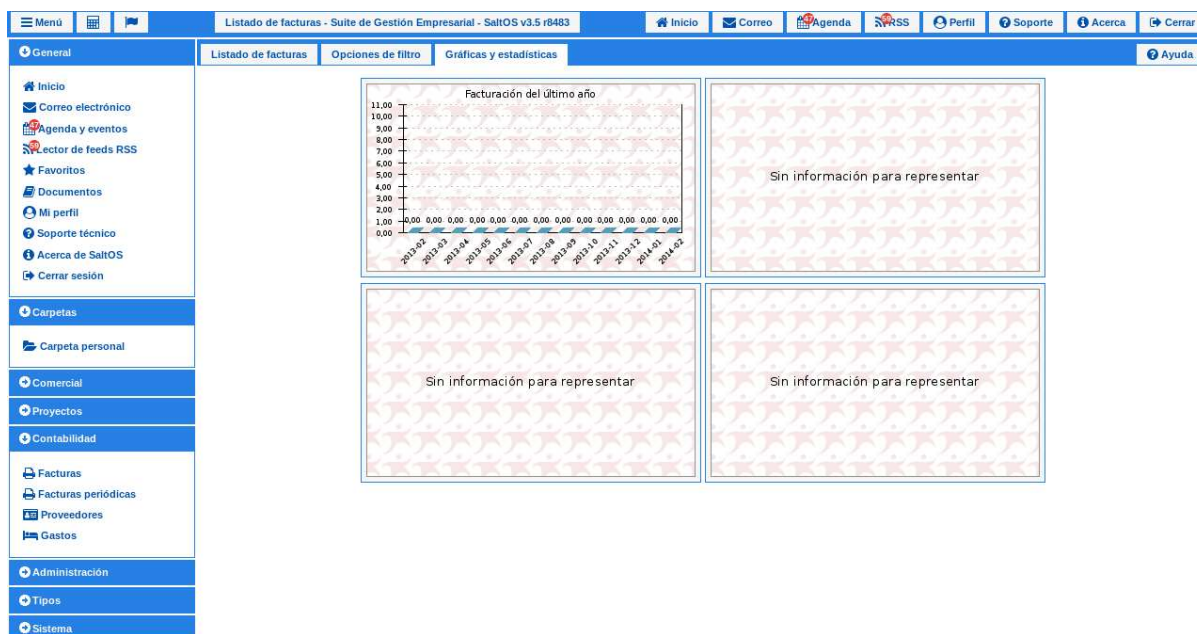 Menú
Listado de facturas - Suite de Gestión Empresarial - SaltOS v3.5 r8483
Inicio
Correo
47
Agenda
59
RSS
Perfil
Soporte
Acerca
Cerrar
General
Inicio
Correo electrónico
47
Agenda y eventos
59
Lector de feeds RSS
Favoritos
Documentos
Mi perfil
Soporte técnico
Acerca de SaltOS
Cerrar sesión
Carpetas
Carpeta personal
Comercial
Proyectos
Contabilidad
Facturas
Facturas periódicas
Proveedores
Gastos
Administración
Tipos
Sistema
Listado de facturas
Opciones de filtro
Gráficas y estadísticas
Ayuda
Facturación del último año
11,00
10,00
9,00
8,00
7,00
6,00
5,00
4,00
3,00
2,00
1,00
0,00
0,00 0,00 0,00 0,00 0,00 0,00 0,00 0,00 0,00 0,00 0,00 0,00 0,00
2013-02 2013-03 2013-04 2013-05 2013-06 2013-07 2013-08 2013-09 2013-10 2013-11 2013-12 2014-01 2014-02
Sin información para representar
Sin información para representar
Sin información para representar